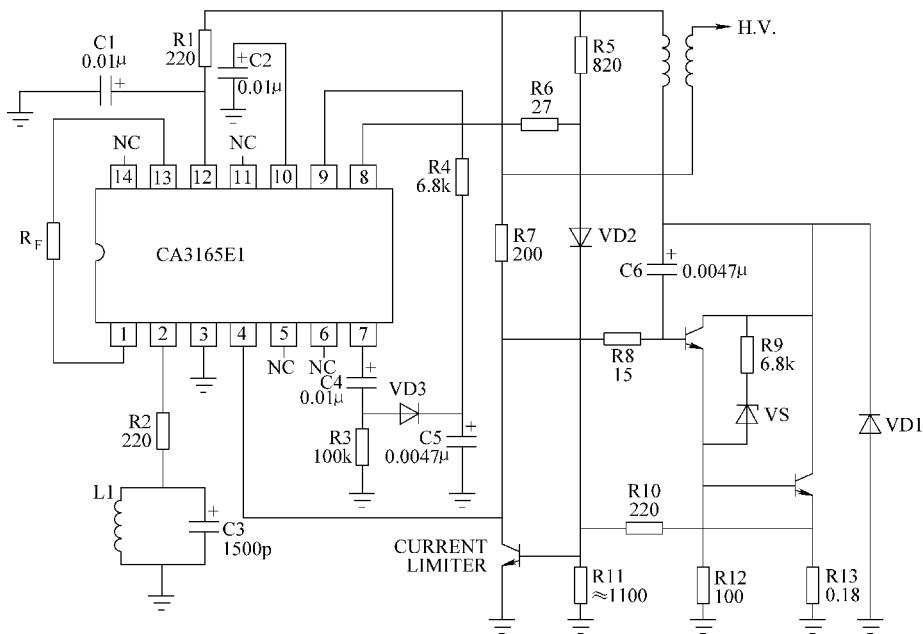 C1
0.01μ
R1
220
C2
0.01μ
R5
820
H.V.
R6
27
NC
NC
R4
6.8k
14
13
12
11
10
9
8
RF
CA3165E1
R7
200
VD2
C6
0.0047μ
1
2
3
4
5
6
7
NC
NC
C4
0.01μ
VD3
R8
15
R9
6.8k
VS
VD1
R2
220
R3
100k
C5
0.0047μ
L1
C3
1500p
R10
220
CURRENT
LIMITER
R11
≈1100
R12
100
R13
0.18